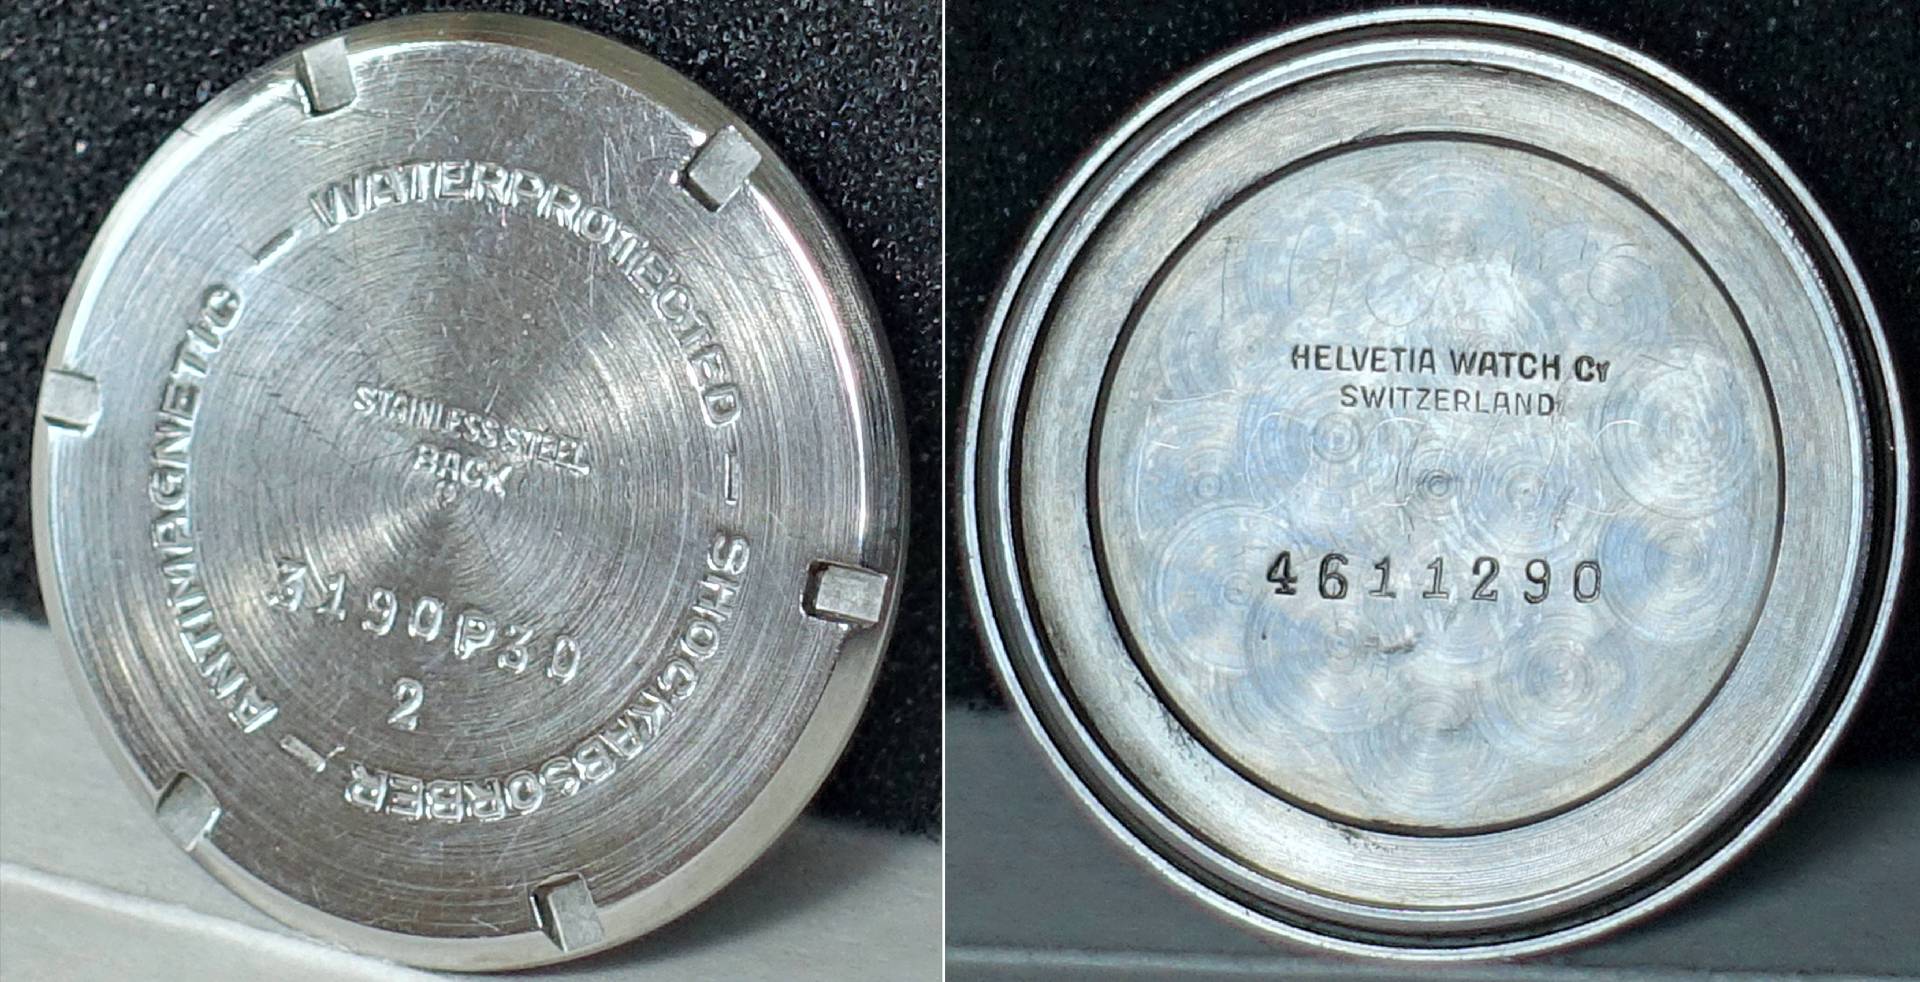 WATERPROTECTED — SHOCKABSORBER — ANTIMAGNETIC —
STAINLESS STEEL
BACK
3190P30
2
HELVETIA WATCH Cy
SWITZERLAND
4611290